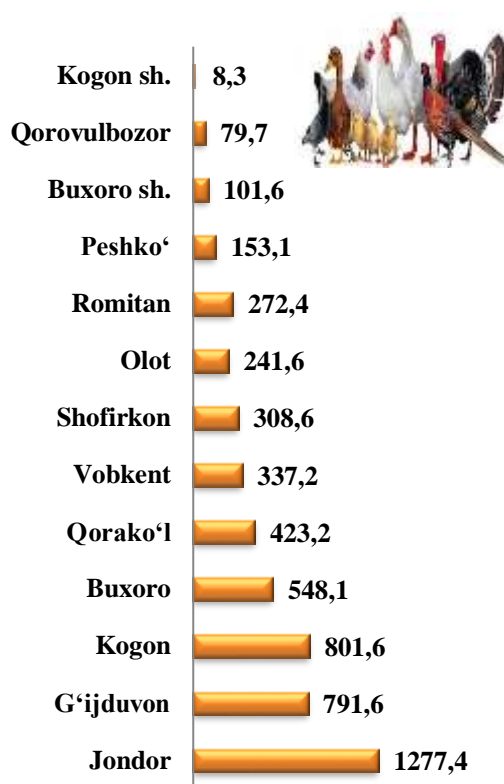 Kogon sh. 8,3
Qorovulbozor 79,7
Buxoro sh. 101,6
Peshko‘ 153,1
Romitan 272,4
Olot 241,6
Shofirkon 308,6
Vobkent 337,2
Qorako‘l 423,2
Buxoro 548,1
Kogon 801,6
G‘ijduvon 791,6
Jondor 1277,4